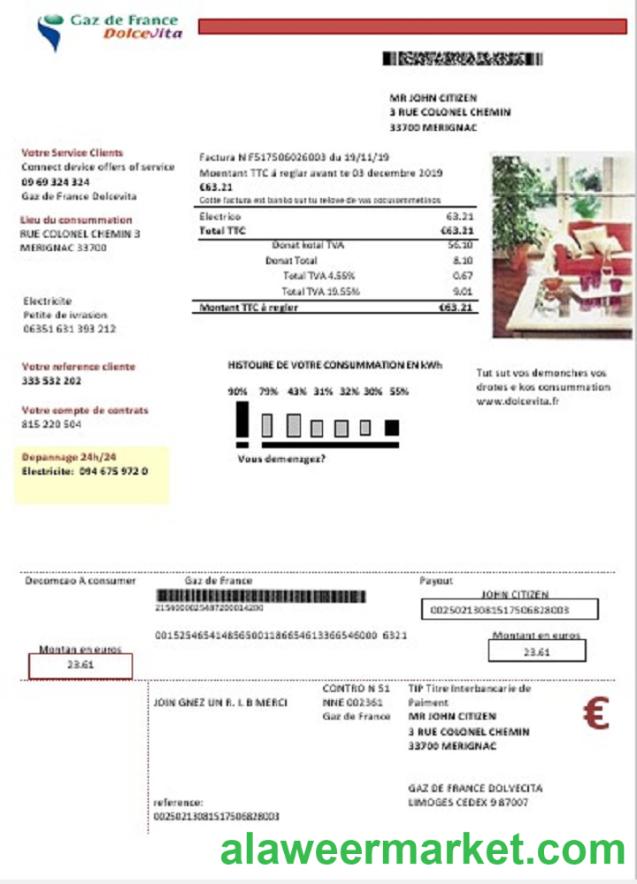 Gaz de France
DolceVita
MR JOHN CITIZEN
3 RUE COLONEL CHEMIN
33700 MERIGNAC
Votre Service Clients
Connect device offers of service
09 69 324 324
Gaz de France Dolcevita
Lieu du consummation
RUE COLONEL CHEMIN 3
MERIGNAC 33700
Electricite
Petite de ivrasion
06351 631 393 212
Votre reference cliente
333 532 202
Votre compte de contrats
815 220 504
Depannage 24h/24
Electricite: 094 675 972 0
Factura N F517506026003 du 19/11/19
Moentant TTC à reglar avant te 03 decembre 2019
€63.21
Cotte factura est banko sur tu relove de vos
Electrico 63.21
Total TTC €63.21
Donat kotal TVA 56.10
Donat Total 8.10
Total TVA 4.55% 0.67
Total TVA 19.55% 9.01
Montant TTC à regler €63.21
HISTOURE DE VOTRE CONSUMMATION EN kWh
90% 79% 43% 31% 32% 30% 55%
Vous demenagez?
Tut sut vos demonches vos
drotes e kos consummation
www.dolcevita.fr
Decomcao A consumer
Gaz de France
Payout
JOHN CITIZEN
00250213081517506828003
001525465414856500118665461336654600 6321
Montan en euros
23.61
Montant en euros
23.61
JOIN GNEZ UN R. I. B MERCI
CONTRO N 51
NNE 002361
Gaz de France
TIP Titre Interbancarie de
Paiment
MR JOHN CITIZEN
3 RUE COLONEL CHEMIN
33700 MERIGNAC
€
GAZ DE FRANCE DOLVECITA
LIMOGES CEDEX 9 87007
reference:
00250213081517506828003
alaweermarket.com